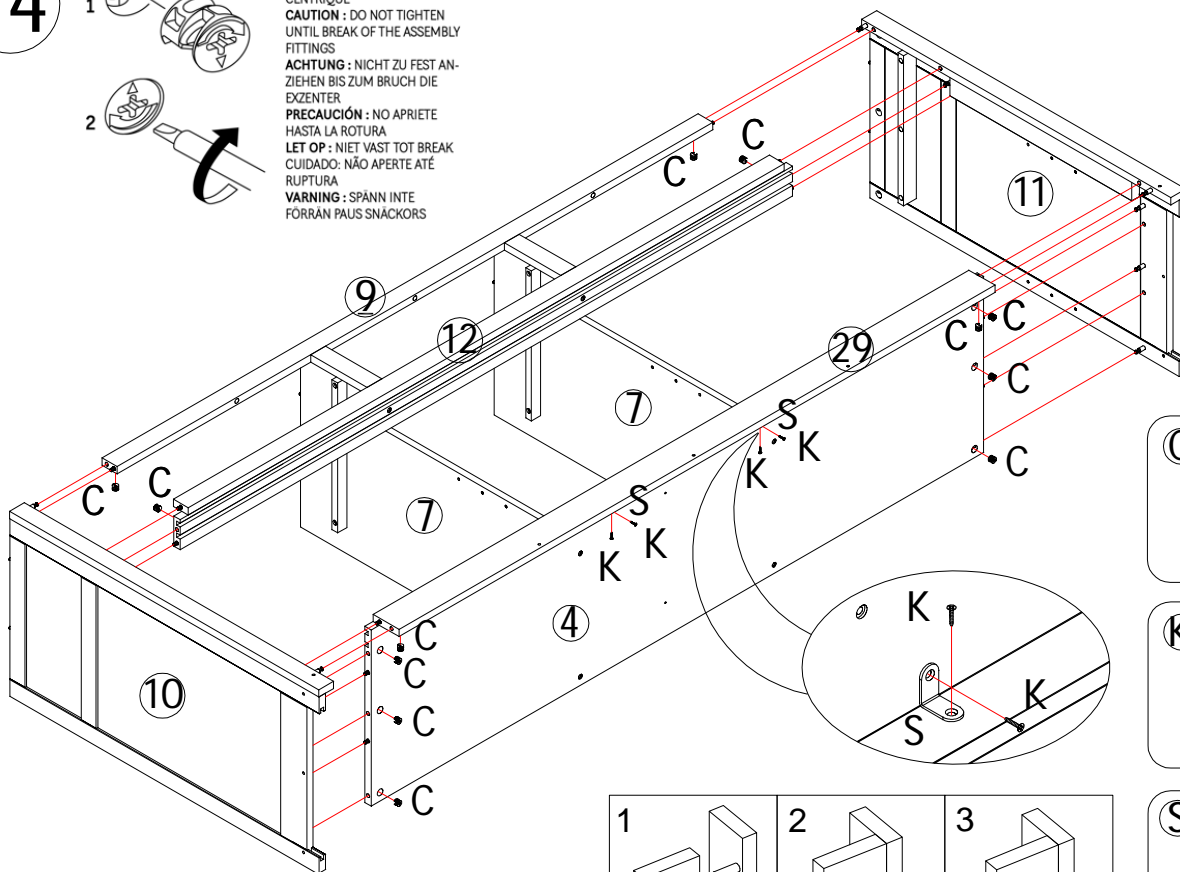 4
1
2
CENTRIQUE
CAUTION : DO NOT TIGHTEN
UNTIL BREAK OF THE ASSEMBLY
FITTINGS
ACHTUNG : NICHT ZU FEST AN-
ZIEHEN BIS ZUM BRUCH DIE
EXZENTER
PRECAUCIÓN : NO APRIETE
HASTA LA ROTURA
LET OP : NIET VAST TOT BREAK
CUIDADO: NÃO APERTE ATÉ
RUPTURA
VARNING : SPÄNN INTE
FÖRRÄN PAUS SNÄCKORS
C
C
11
9
12
29
C
C
C
C
7
S
K
K
C
C
7
S
K
K
4
C
C
C
C
10
K
K
S
K
S
1
2
3